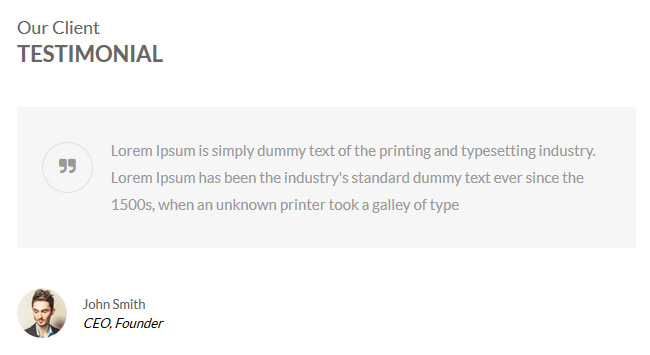 Our Client
TESTIMONIAL
Lorem Ipsum is simply dummy text of the printing and typesetting industry.
Lorem Ipsum has been the industry's standard dummy text ever since the
1500s, when an unknown printer took a galley of type
John Smith
CEO, Founder